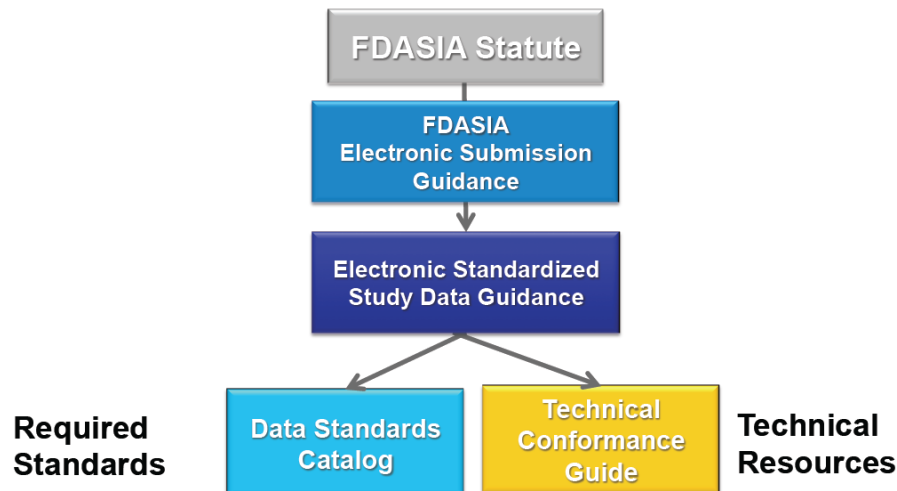 FDASIA Statute
FDASIA
Electronic Submission
Guidance
Electronic Standardized
Study Data Guidance
Required
Standards
Data Standards
Catalog
Technical
Conformance
Guide
Technical
Resources